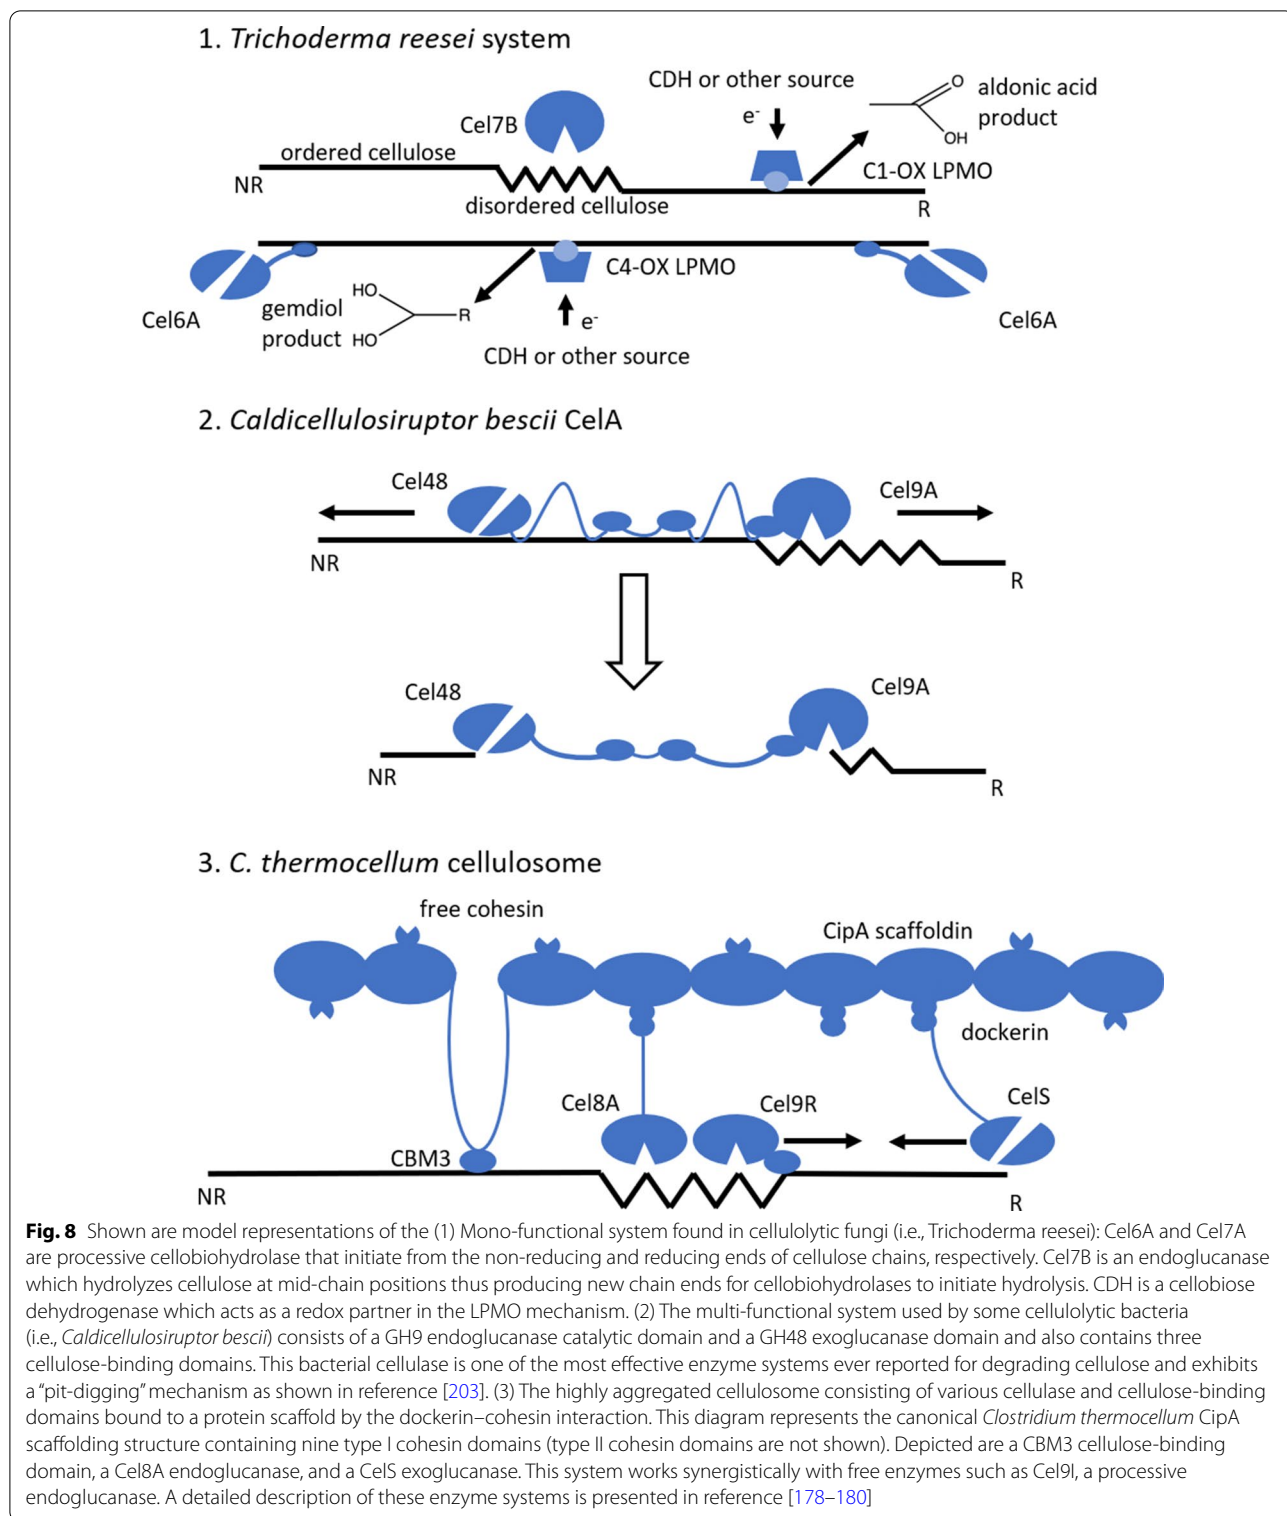 1. Trichoderma reesei system
CDH or other source
e-
O
OH
aldonic acid
product
Cel7B
ordered cellulose
NR
C1-OX LPMO
disordered cellulose
R
C4-OX LPMO
Cel6A
gemdiol
product
HO
HO
R
e-
CDH or other source
Cel6A
2. Caldicellulosiruptor bescii CelA
Cel48
Cel9A
NR
R
Cel48
Cel9A
NR
R
3. C. thermocellum cellulosome
free cohesin
CipA scaffoldin
dockerin
Cel8A
Cel9R
CelS
CBM3
NR
R
Fig. 8 Shown are model representations of the (1) Mono-functional system found in cellulolytic fungi (i.e., Trichoderma reesei): Cel6A and Cel7A
are processive cellobiohydrolase that initiate from the non-reducing and reducing ends of cellulose chains, respectively. Cel7B is an endoglucanase
which hydrolyzes cellulose at mid-chain positions thus producing new chain ends for cellobiohydrolases to initiate hydrolysis. CDH is a cellobiose
dehydrogenase which acts as a redox partner in the LPMO mechanism. (2) The multi-functional system used by some cellulolytic bacteria
(i.e., Caldicellulosiruptor bescii) consists of a GH9 endoglucanase catalytic domain and a GH48 exoglucanase domain and also contains three
cellulose-binding domains. This bacterial cellulase is one of the most effective enzyme systems ever reported for degrading cellulose and exhibits
a “pit-digging” mechanism as shown in reference [203]. (3) The highly aggregated cellulosome consisting of various cellulase and cellulose-binding
domains bound to a protein scaffold by the dockerin–cohesin interaction. This diagram represents the canonical Clostridium thermocellum CipA
scaffolding structure containing nine type I cohesin domains (type II cohesin domains are not shown). Depicted are a CBM3 cellulose-binding
domain, a Cel8A endoglucanase, and a CelS exoglucanase. This system works synergistically with free enzymes such as Cel9I, a processive
endoglucanase. A detailed description of these enzyme systems is presented in reference [178–180]